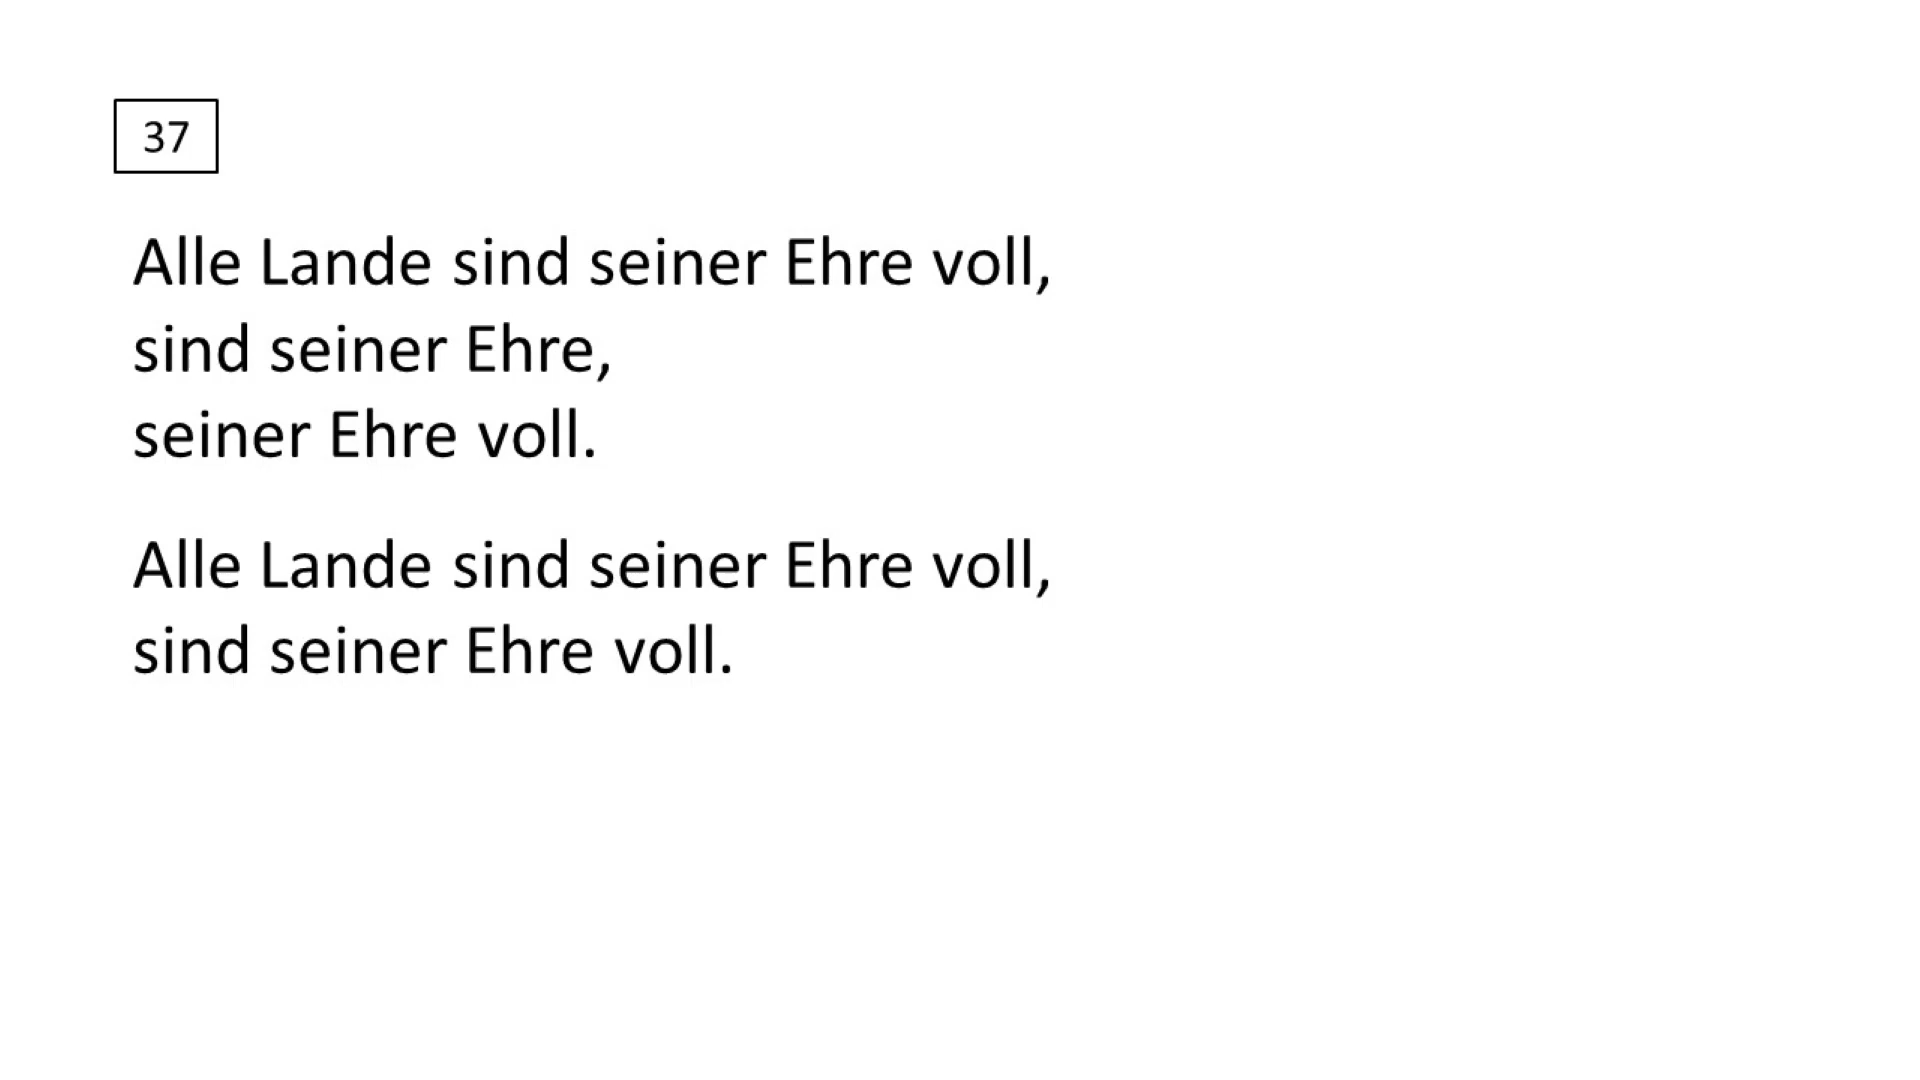 37
Alle Lande sind seiner Ehre voll,
sind seiner Ehre,
seiner Ehre voll.
Alle Lande sind seiner Ehre voll,
sind seiner Ehre voll.